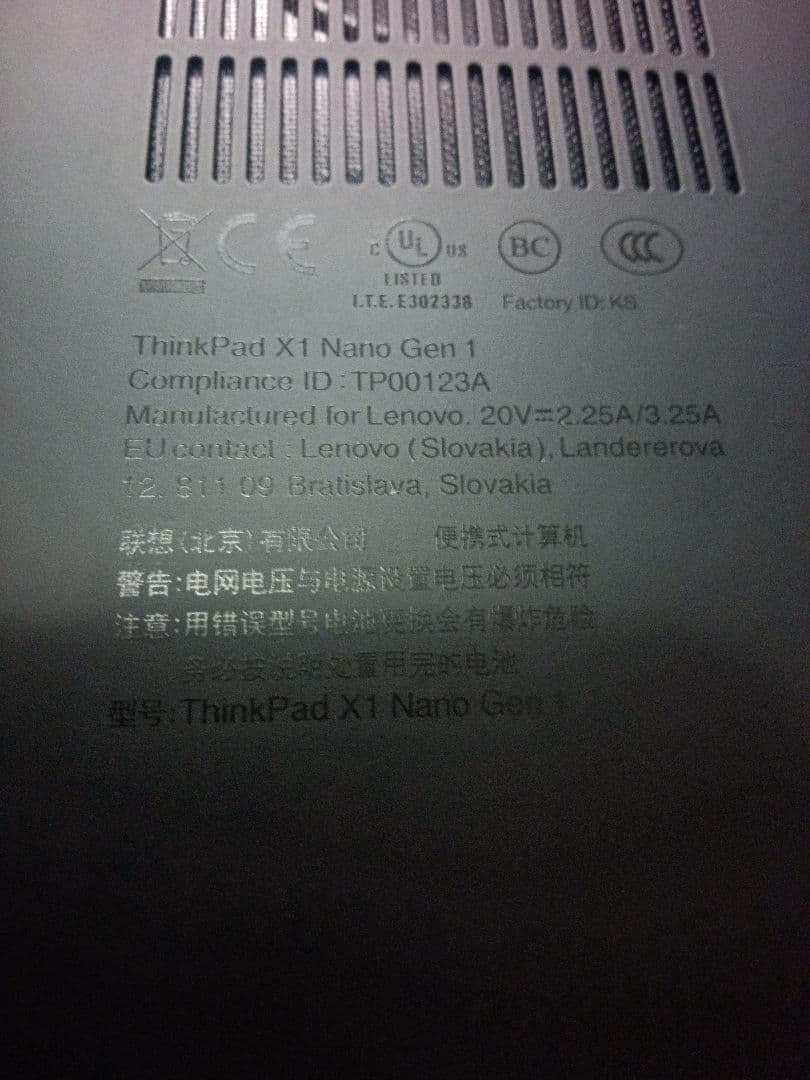 C UL US
LISTED
I.T.E. E302338
BC
CCC
Factory ID: KS
ThinkPad X1 Nano Gen 1
Compliance ID : TP00123A
Manufactured for Lenovo. 20V⎓2.25A/3.25A
EU contact : Lenovo (Slovakia), Landererova
12, 811 09 Bratislava, Slovakia
联想(北京)有限公司 便携式计算机
警告:电网电压与电源设置电压必须相符
注意:用错误型号电池更换会有爆炸危险
务必按说明处置用完的电池
型号:ThinkPad X1 Nano Gen 1